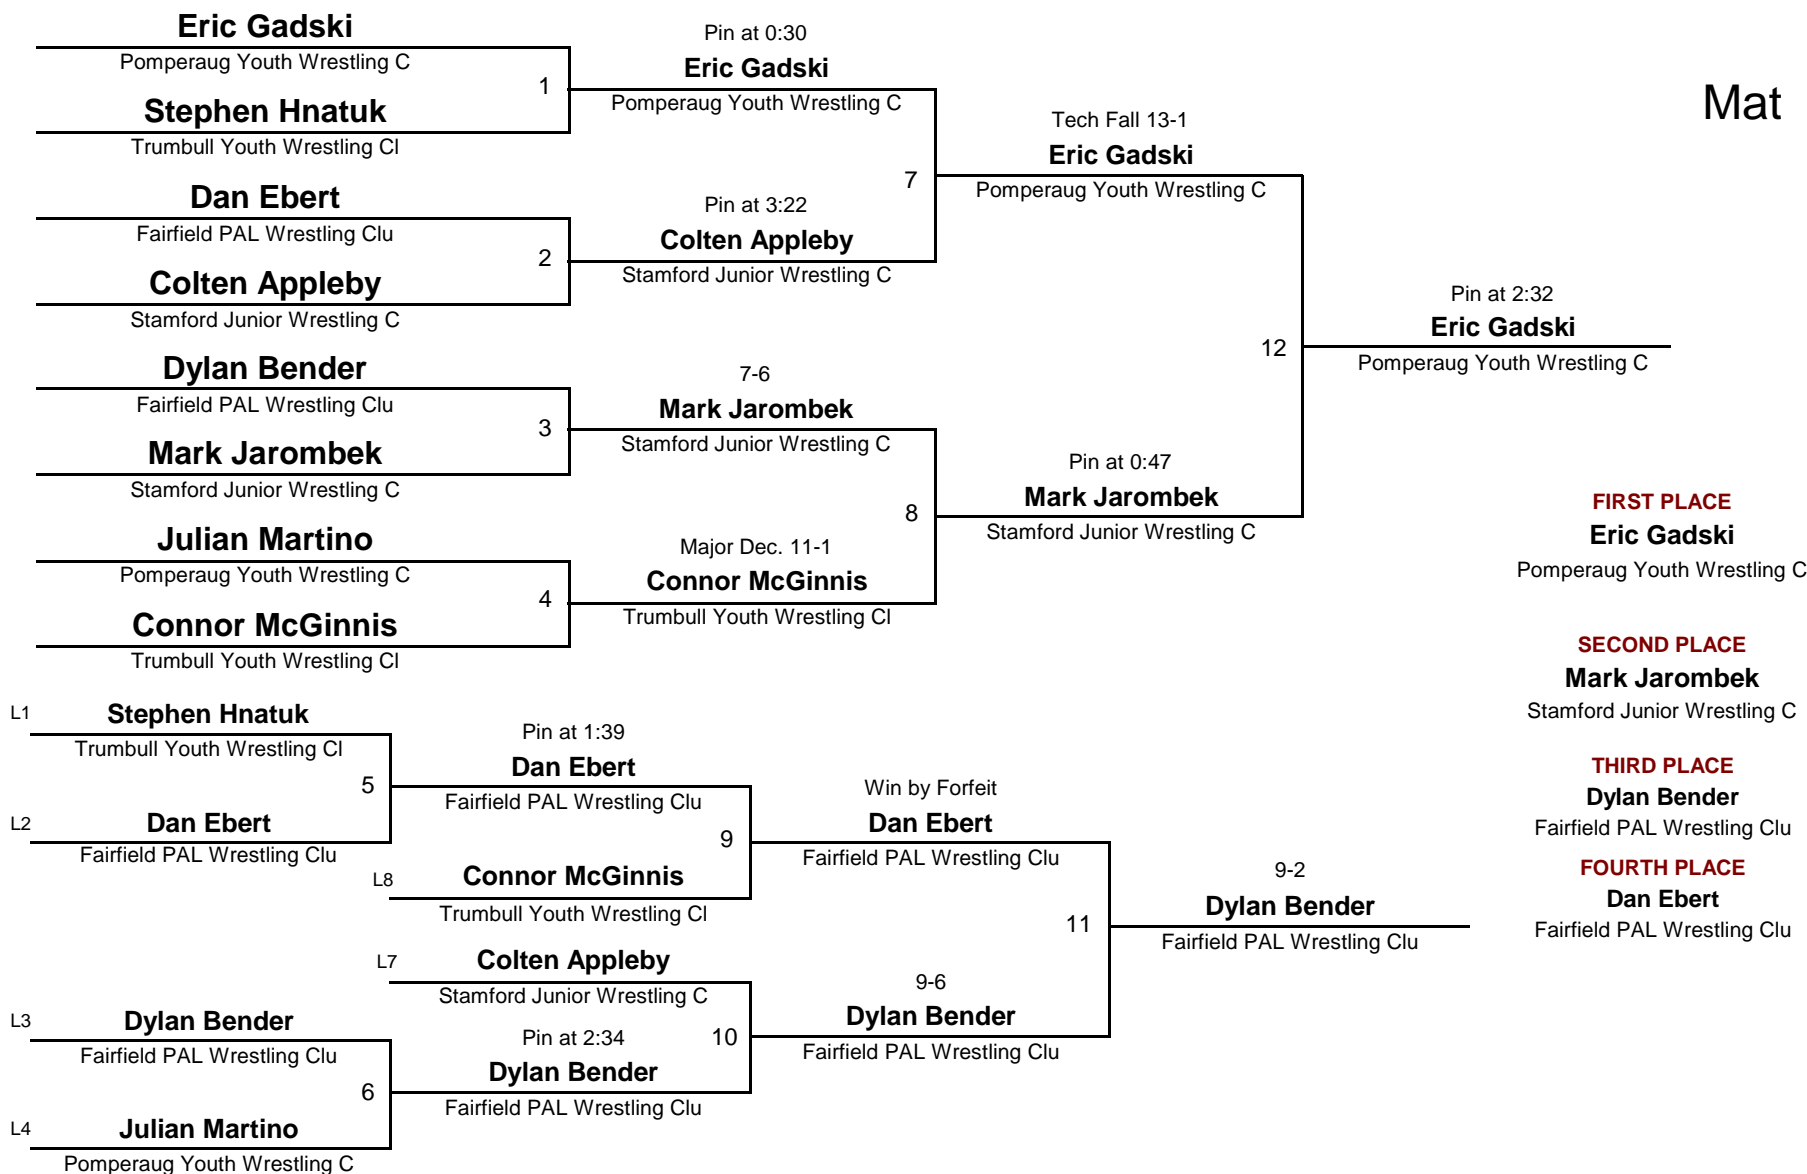 Eric Gadski
Pomperaug Youth Wrestling C
1
Stephen Hnatuk
Trumbull Youth Wrestling Cl
Dan Ebert
Fairfield PAL Wrestling Clu
2
Colten Appleby
Stamford Junior Wrestling C
Dylan Bender
Fairfield PAL Wrestling Clu
3
Mark Jarombek
Stamford Junior Wrestling C
Julian Martino
Pomperaug Youth Wrestling C
4
Connor McGinnis
Trumbull Youth Wrestling Cl
Pin at 0:30
Eric Gadski
Pomperaug Youth Wrestling C
7
Pin at 3:22
Colten Appleby
Stamford Junior Wrestling C
7-6
Mark Jarombek
Stamford Junior Wrestling C
8
Major Dec. 11-1
Connor McGinnis
Trumbull Youth Wrestling Cl
Tech Fall 13-1
Eric Gadski
Pomperaug Youth Wrestling C
12
Pin at 0:47
Mark Jarombek
Stamford Junior Wrestling C
Pin at 2:32
Eric Gadski
Pomperaug Youth Wrestling C
Mat
FIRST PLACE
Eric Gadski
Pomperaug Youth Wrestling C
SECOND PLACE
Mark Jarombek
Stamford Junior Wrestling C
THIRD PLACE
Dylan Bender
Fairfield PAL Wrestling Clu
FOURTH PLACE
Dan Ebert
Fairfield PAL Wrestling Clu
L1 Stephen Hnatuk
Trumbull Youth Wrestling Cl
5
L2 Dan Ebert
Fairfield PAL Wrestling Clu
L3 Dylan Bender
Fairfield PAL Wrestling Clu
6
L4 Julian Martino
Pomperaug Youth Wrestling C
Pin at 1:39
Dan Ebert
Fairfield PAL Wrestling Clu
9
L8 Connor McGinnis
Trumbull Youth Wrestling Cl
L7 Colten Appleby
Stamford Junior Wrestling C
10
Pin at 2:34
Dylan Bender
Fairfield PAL Wrestling Clu
Win by Forfeit
Dan Ebert
Fairfield PAL Wrestling Clu
11
9-6
Dylan Bender
Fairfield PAL Wrestling Clu
9-2
Dylan Bender
Fairfield PAL Wrestling Clu